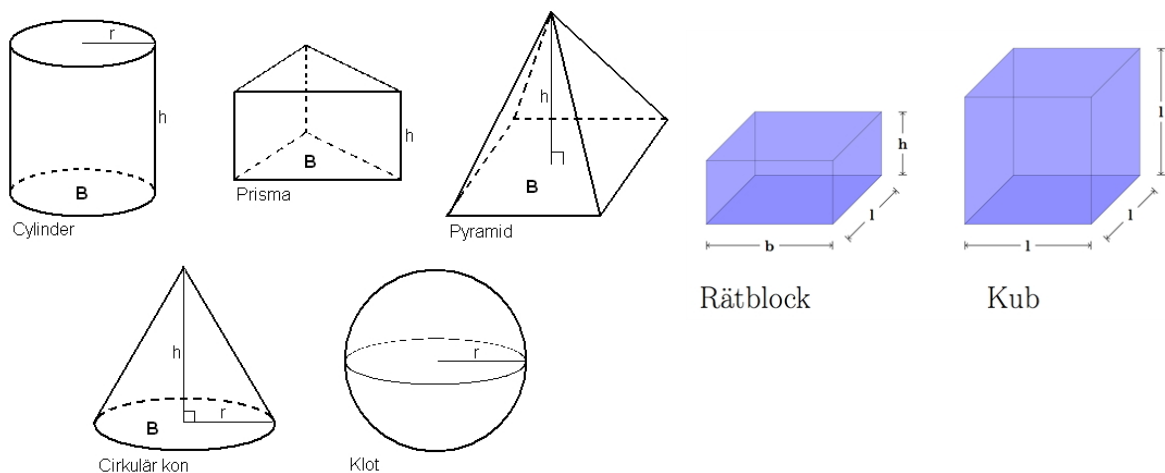 r
h
B
Cylinder
h
B
Prisma
h
B
Pyramid
h
l
b
Rätblock
l
l
l
Kub
h
r
B
Cirkulär kon
r
Klot